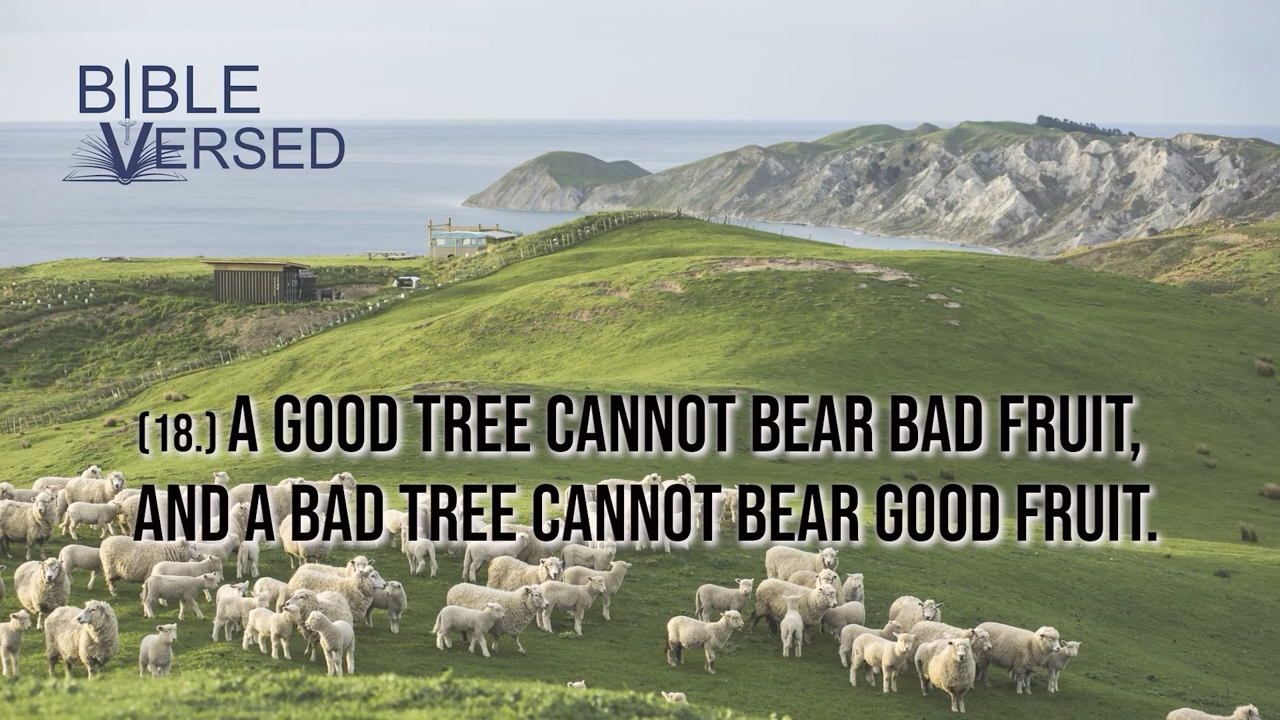 BIBLE
VERSED
(18.) A GOOD TREE CANNOT BEAR BAD FRUIT,
AND A BAD TREE CANNOT BEAR GOOD FRUIT.